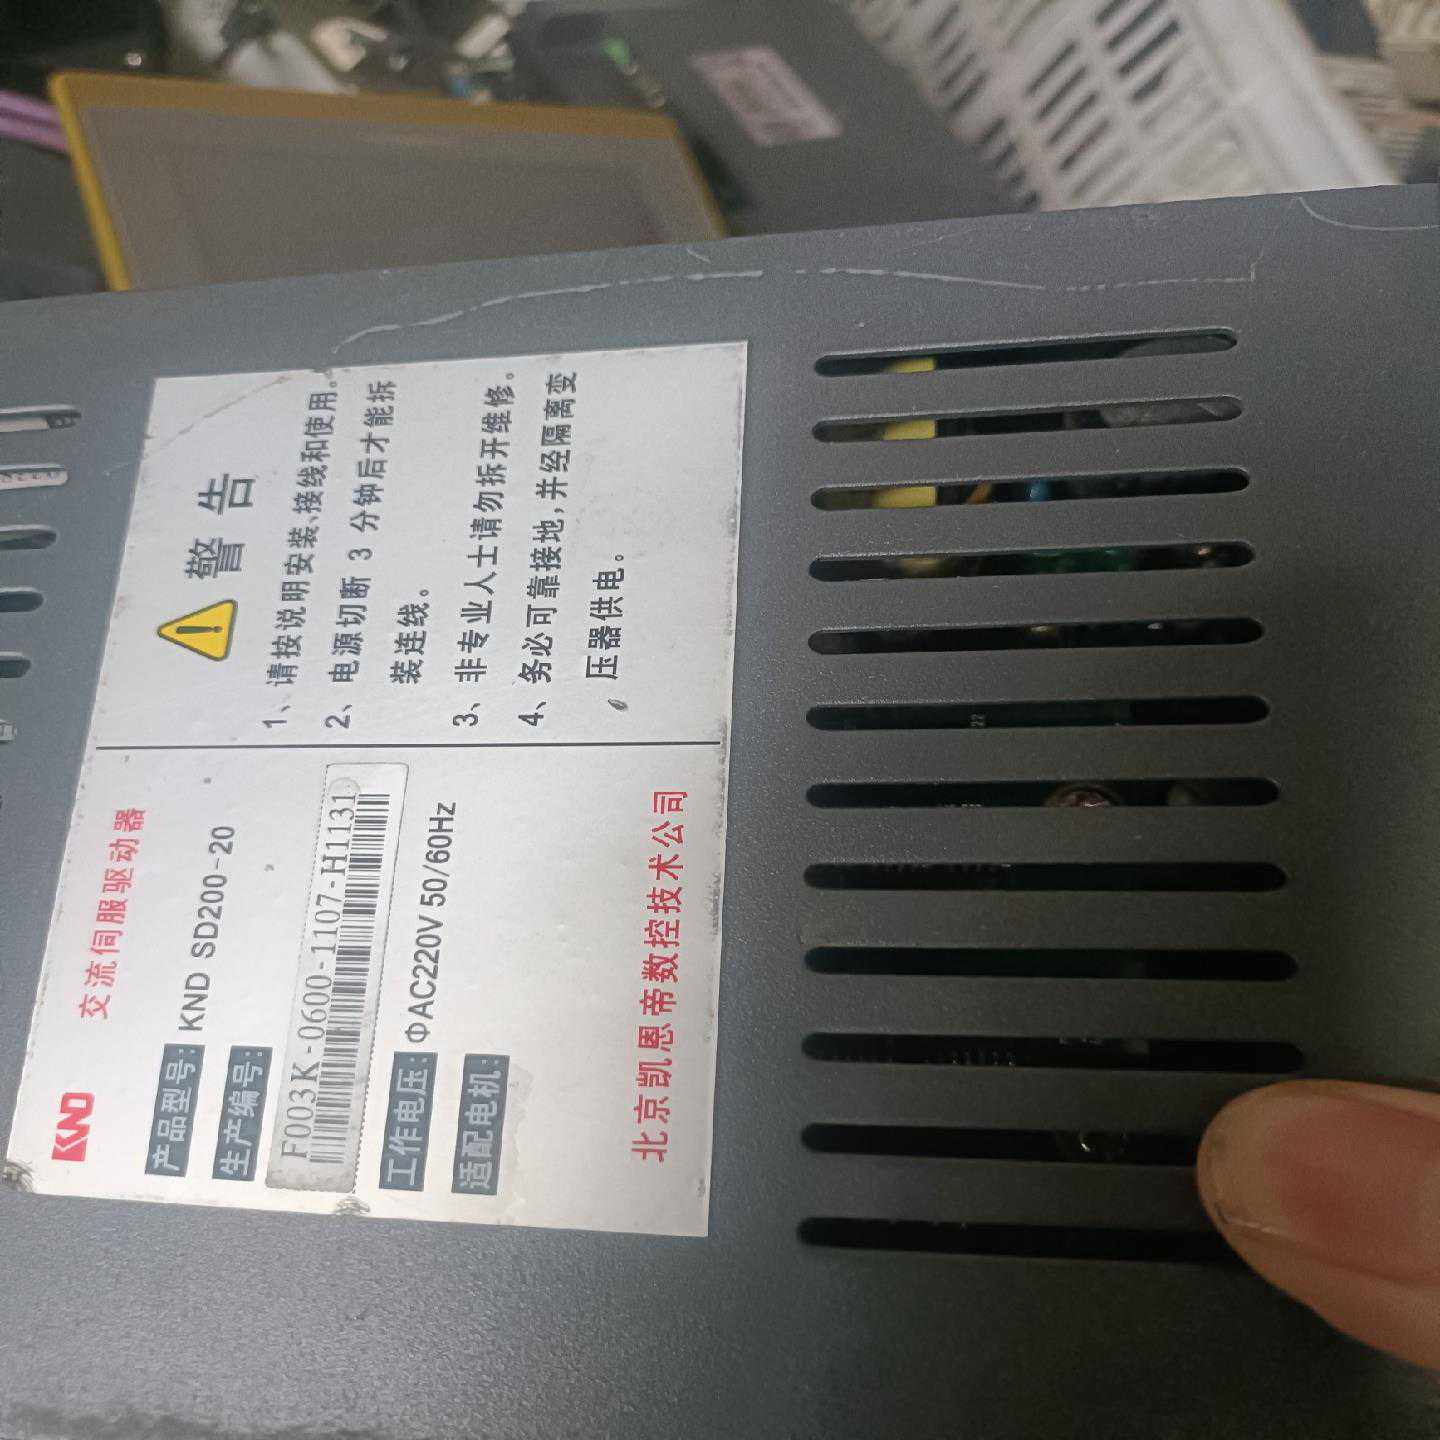 KND
交流伺服驱动器
产品型号: KND SD200-20
生产编号:
F003K-0600-1107-H1131
工作电压: ΦAC220V 50/60Hz
适配电机:
北京凯恩帝数控技术公司
警告
1、请按说明安装、接线和使用。
2、电源切断 3 分钟后才能拆
装连线。
3、非专业人士请勿拆开维修。
4、务必可靠接地,并经隔离变
压器供电。